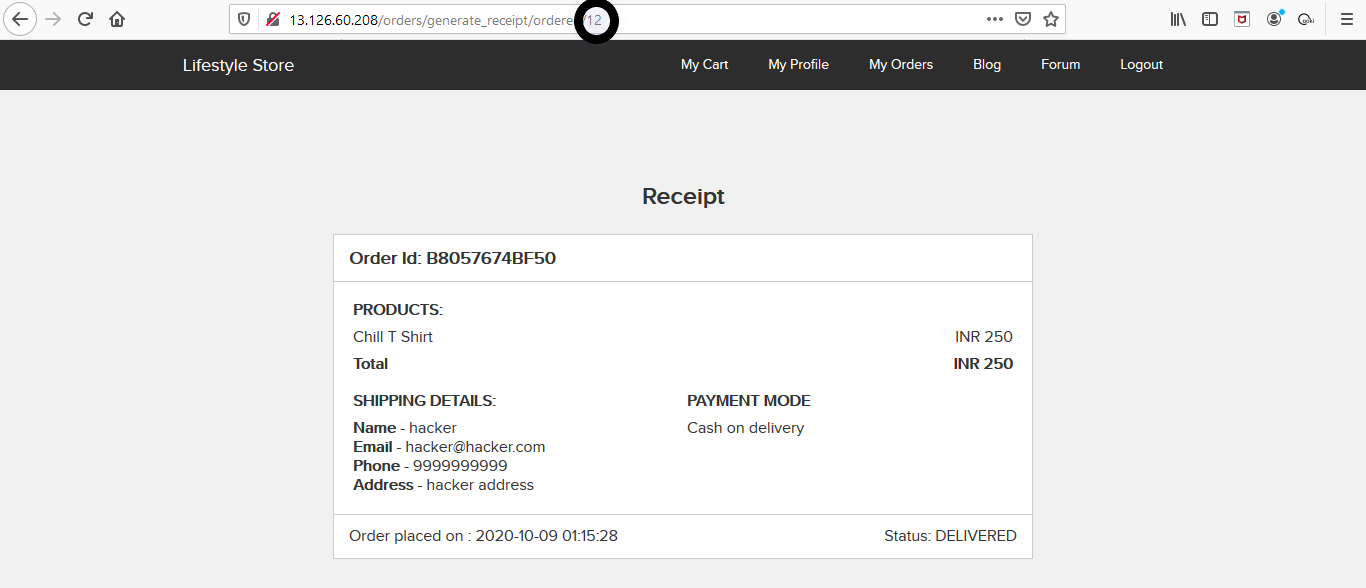 13.126.60.208/orders/generate_receipt/ordere /12
Lifestyle Store
My Cart
My Profile
My Orders
Blog
Forum
Logout
Receipt
Order Id: B8057674BF50
PRODUCTS:
Chill T Shirt INR 250
Total INR 250
SHIPPING DETAILS: PAYMENT MODE
Name - hacker Cash on delivery
Email - hacker@hacker.com
Phone - 9999999999
Address - hacker address
Order placed on : 2020-10-09 01:15:28 Status: DELIVERED